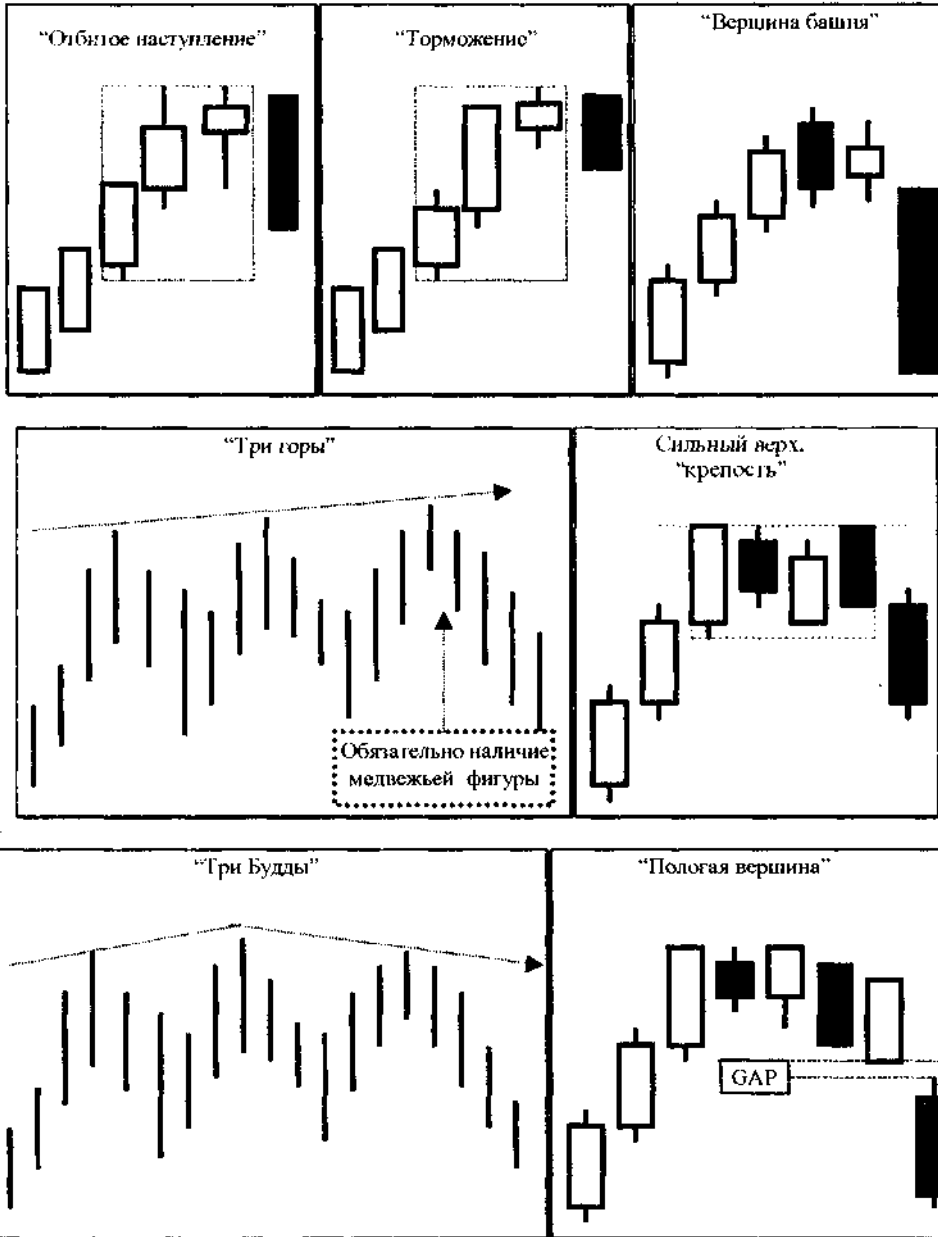 “Отбитое наступление”
“Торможение”
“Вершина башня”
“Три горы”
Сильный верх.
“крепость”
Обязательно наличие
медвежьей фигуры
“Три Будды”
“Пологая вершина”
GAP